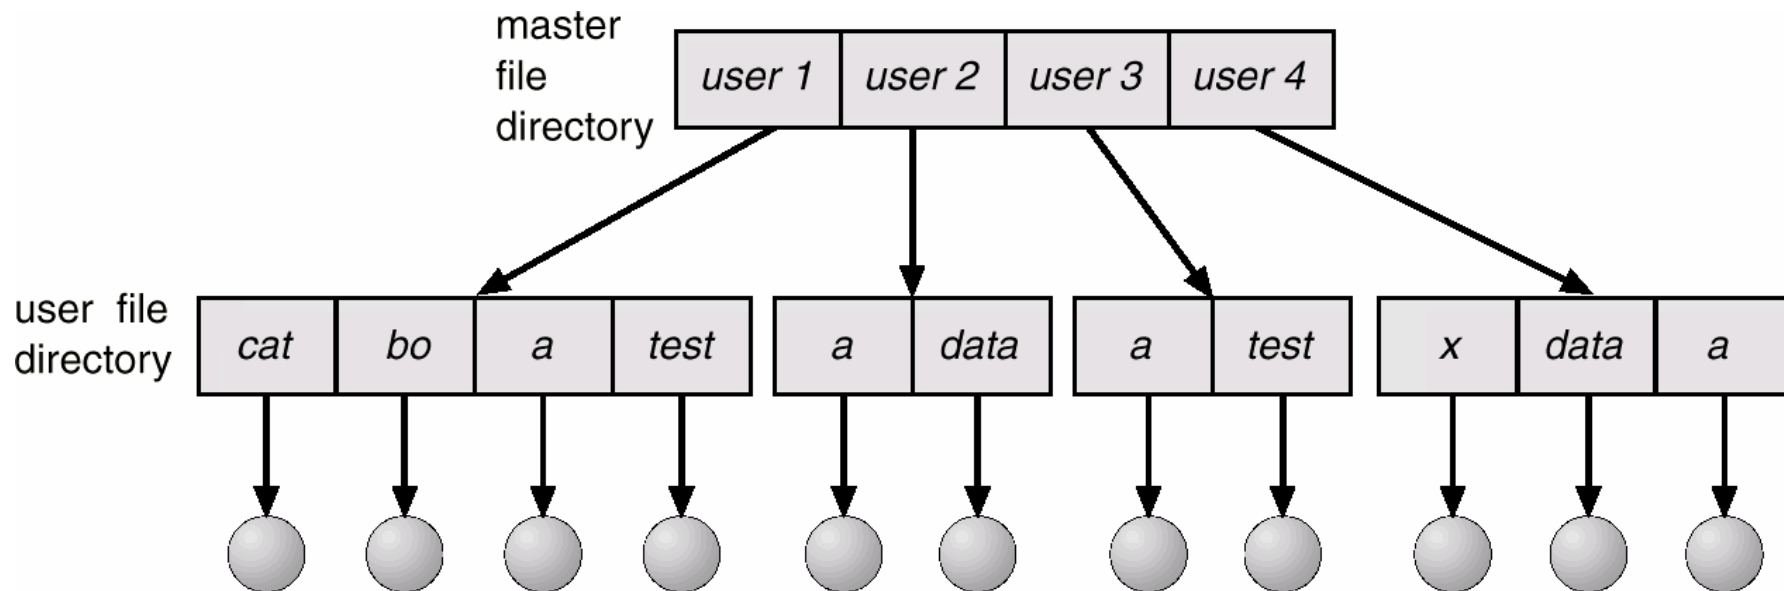 master
file
directory
user 1 user 2 user 3 user 4
user file
directory
cat bo a test a data a test x data a